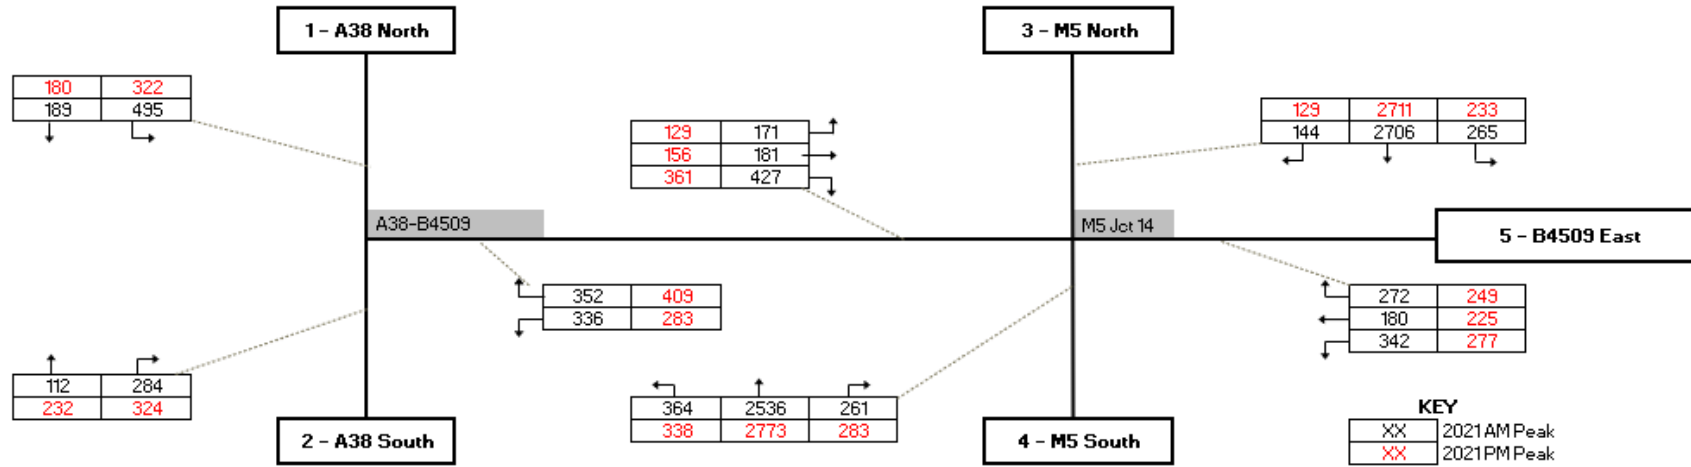 1 - A38 North
3 - M5 North
180 322
189 495
129 2711 233
144 2706 265
129 171
156 181
361 427
A38-B4509
M5 Jct 14
5 - B4509 East
352 409
336 283
272 249
180 225
342 277
112 284
232 324
364 2536 261
338 2773 283
2 - A38 South
4 - M5 South
KEY
XX 2021 AM Peak
XX 2021 PM Peak